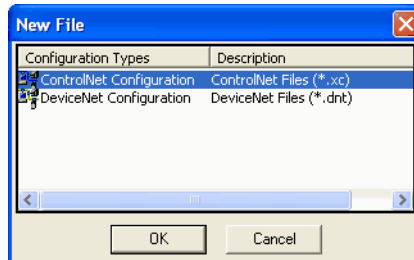 New File
Configuration Types Description
ControlNet Configuration ControlNet Files (*.xc)
DeviceNet Configuration DeviceNet Files (*.dnt)
OK Cancel